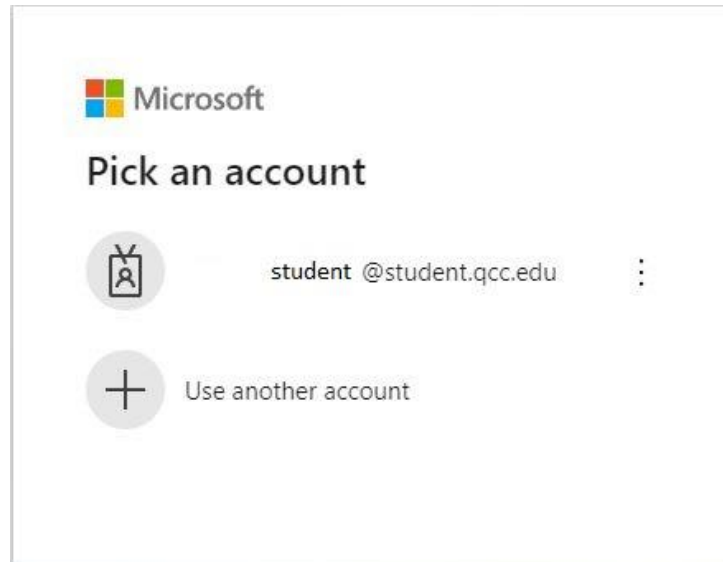 Microsoft
Pick an account
student @student.qcc.edu
Use another account